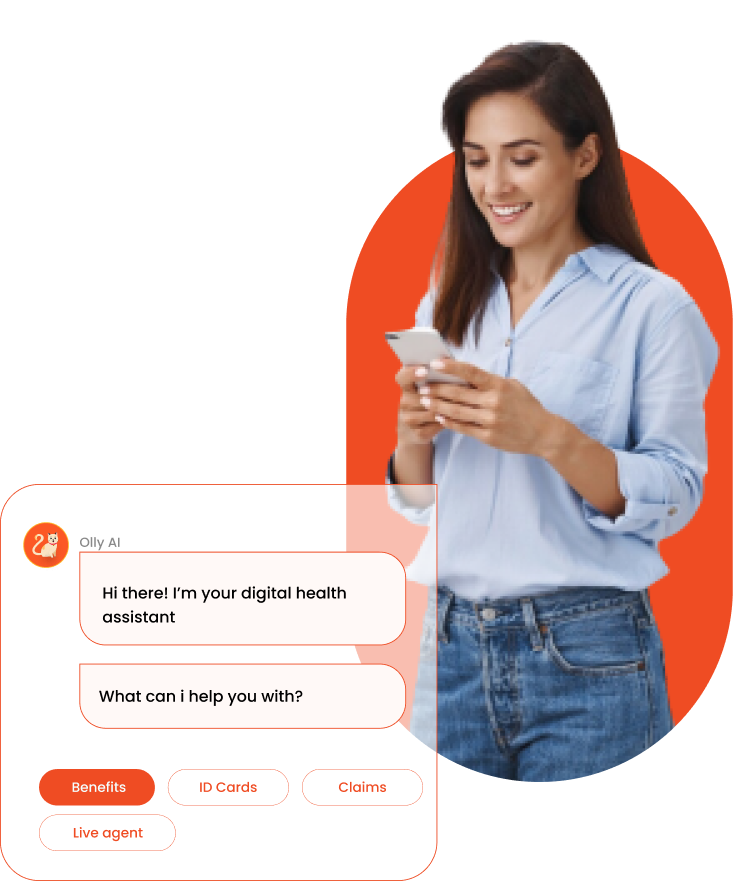 Olly AI
Hi there! I’m your digital health
assistant
What can i help you with?
Benefits
ID Cards
Claims
Live agent